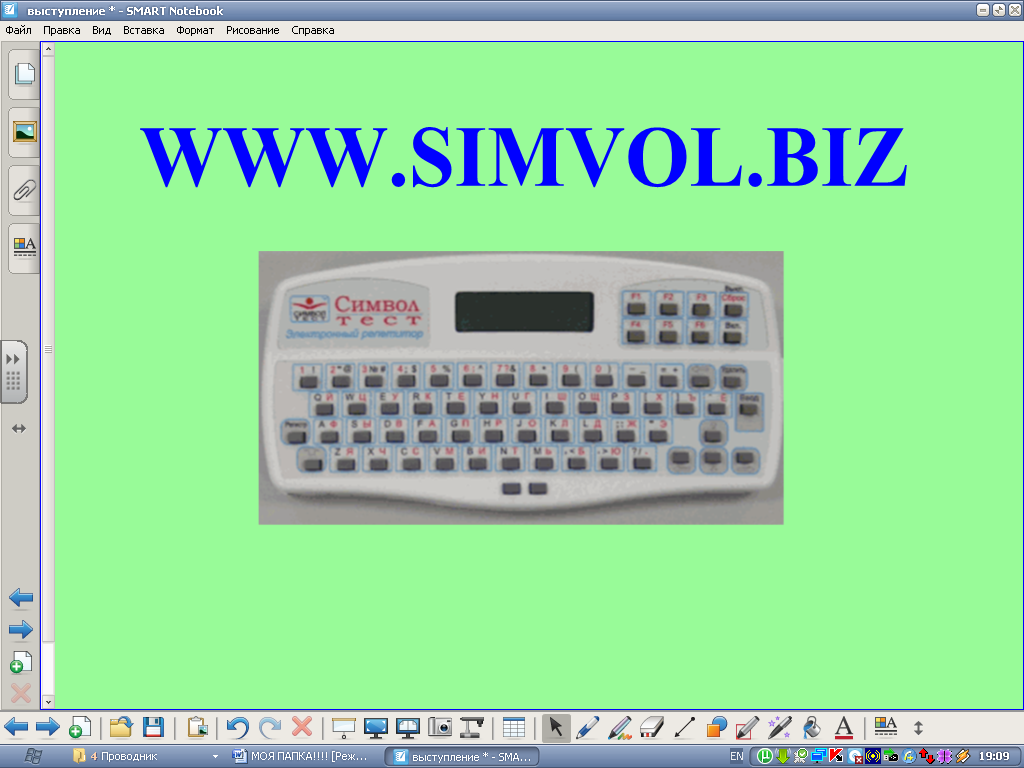 выступление * - SMART Notebook
Файл Правка Вид Вставка Формат Рисование Справка
WWW.SIMVOL.BIZ
СИМВОЛ
ТЕСТ
Электронный репетитор
F1 F2 F3 Сброс
F4 F5 F6 Вкл.
Q Й W Ц E У R К T Е Y Н U Г I Ш O Щ P З [ Х ] Ъ Ё Ввод
Регистр A Ф S Ы D В F А G П H Р J О K Л L Д ; : Ж " Э
Z Я X Ч C С V М B И N Т M Ь , < Б . > Ю ? / .
4 Проводник
МОЯ ПАПКА!!!! [Реж...
выступление * - SMA...
EN
19:09